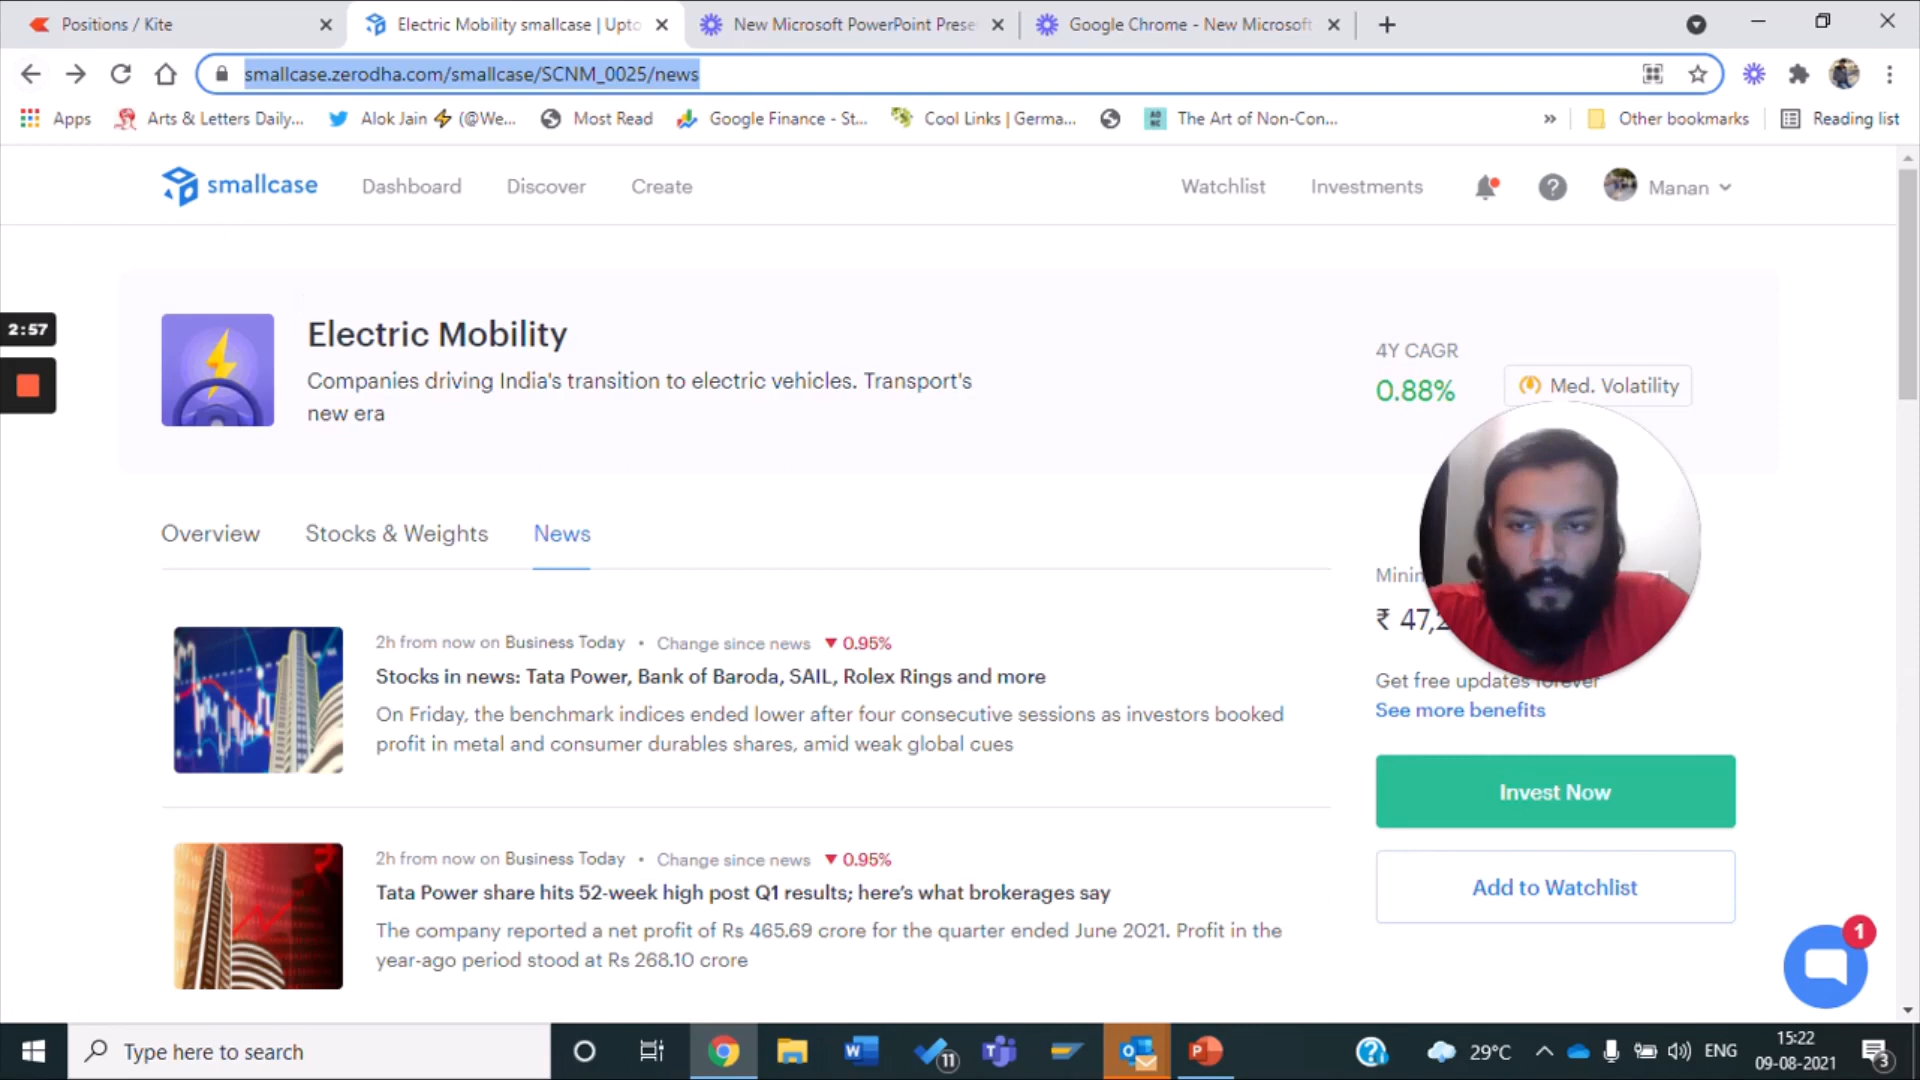 Positions / Kite
Electric Mobility smallcase | Upto
New Microsoft PowerPoint Prese
Google Chrome - New Microsoft
smallcase.zerodha.com/smallcase/SCNM_0025/news
Apps
Arts & Letters Daily...
Alok Jain ⚡ (@We...
Most Read
Google Finance - St...
Cool Links | Germa...
The Art of Non-Con...
»
Other bookmarks
Reading list
smallcase
Dashboard
Discover
Create
Watchlist
Investments
Manan
2:57
Electric Mobility
Companies driving India's transition to electric vehicles. Transport's
new era
4Y CAGR
0.88%
Med. Volatility
Overview
Stocks & Weights
News
₹ 47,2
Get free updates forever
See more benefits
Invest Now
Add to Watchlist
2h from now on Business Today • Change since news ▼ 0.95%
Stocks in news: Tata Power, Bank of Baroda, SAIL, Rolex Rings and more
On Friday, the benchmark indices ended lower after four consecutive sessions as investors booked
profit in metal and consumer durables shares, amid weak global cues
2h from now on Business Today • Change since news ▼ 0.95%
Tata Power share hits 52-week high post Q1 results; here's what brokerages say
The company reported a net profit of Rs 465.69 crore for the quarter ended June 2021. Profit in the
year-ago period stood at Rs 268.10 crore
1
Type here to search
11
29°C
ENG
15:22
09-08-2021
3